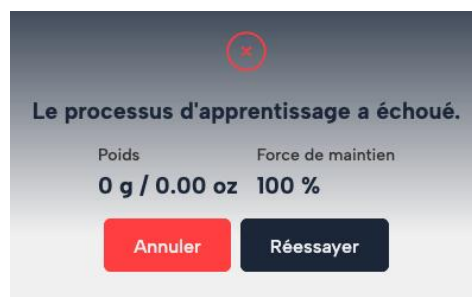 Le processus d'apprentissage a échoué.
Poids Force de maintien
0 g / 0.00 oz 100 %
Annuler Réessayer